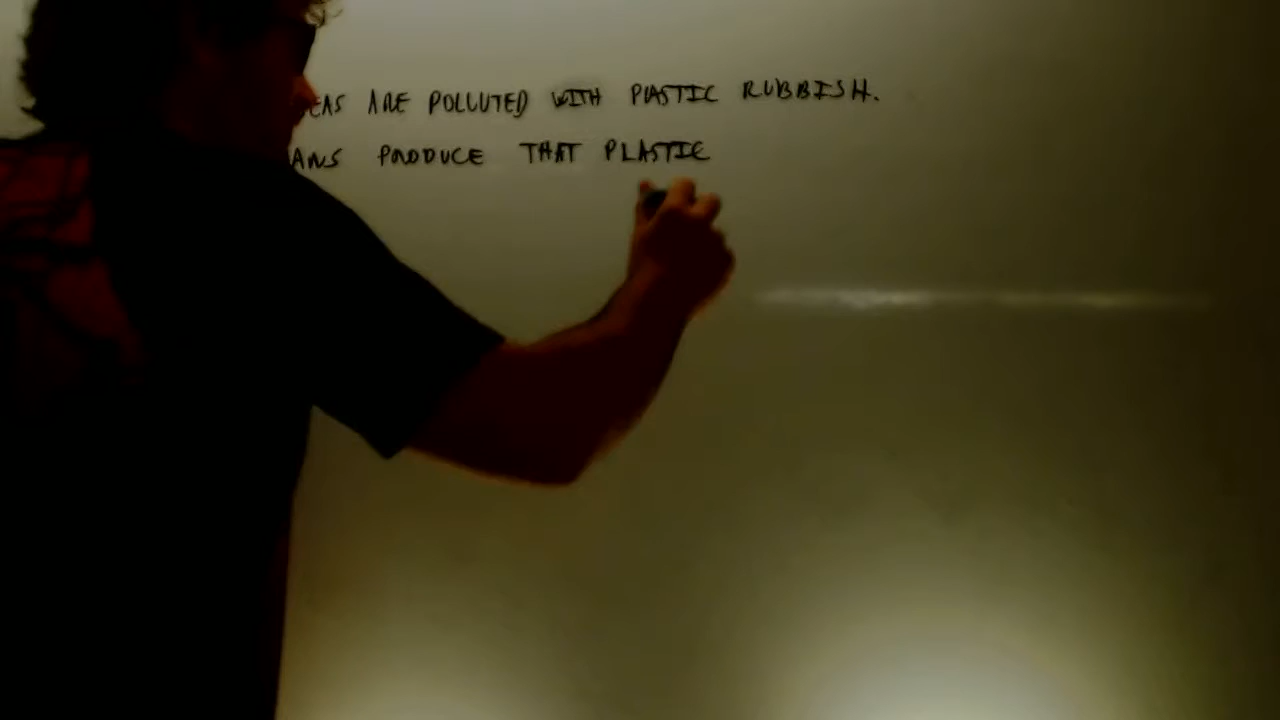 EAS ARE POLLUTED WITH PLASTIC RUBBISH.
ANS PRODUCE THAT PLASTIC